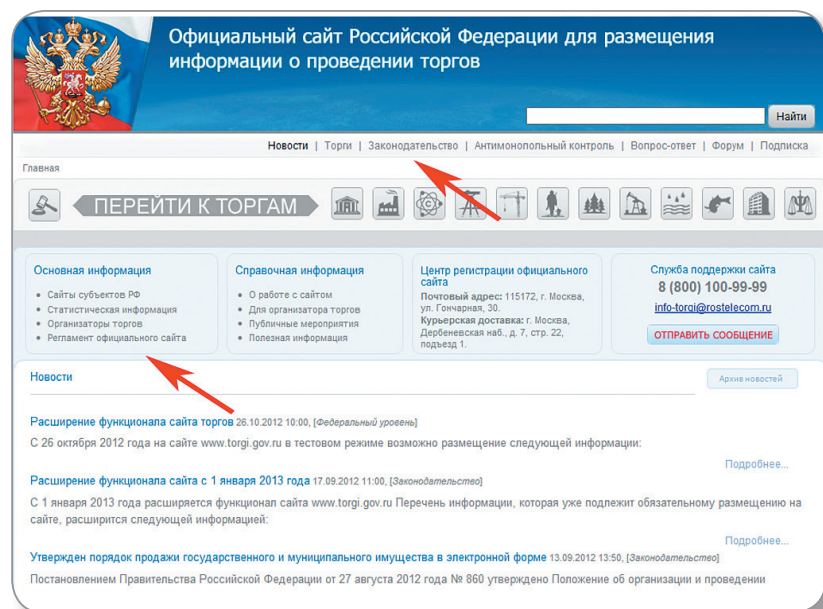 Официальный сайт Российской Федерации для размещения
информации о проведении торгов
Найти
Новости | Торги | Законодательство | Антимонопольный контроль | Вопрос-ответ | Форум | Подписка
Главная
ПЕРЕЙТИ К ТОРГАМ
Основная информация
• Сайты субъектов РФ
• Статистическая информация
• Организаторы торгов
• Регламент официального сайта
Справочная информация
• О работе с сайтом
• Для организатора торгов
• Публичные мероприятия
• Полезная информация
Центр регистрации официального
сайта
Почтовый адрес: 115172, г. Москва,
ул. Гончарная, 30.
Курьерская доставка: г. Москва,
Дербеневская наб., д. 7, стр. 22,
подъезд 1.
Служба поддержки сайта
8 (800) 100-99-99
info-torgi@rostelecom.ru
ОТПРАВИТЬ СООБЩЕНИЕ
Новости
Архив новостей
Расширение функционала сайта торгов 26.10.2012 10:00, [Федеральный уровень]
С 26 октября 2012 года на сайте www.torgi.gov.ru в тестовом режиме возможно размещение следующей информации:
Подробнее...
Расширение функционала сайта с 1 января 2013 года 17.09.2012 11:00, [Законодательство]
С 1 января 2013 года расширяется функционал сайта www.torgi.gov.ru Перечень информации, которая уже подлежит обязательному размещению на
сайте, расширится следующей информацией:
Подробнее...
Утвержден порядок продажи государственного и муниципального имущества в электронной форме 13.09.2012 13:50, [Законодательство]
Постановлением Правительства Российской Федерации от 27 августа 2012 года № 860 утверждено Положение об организации и проведении